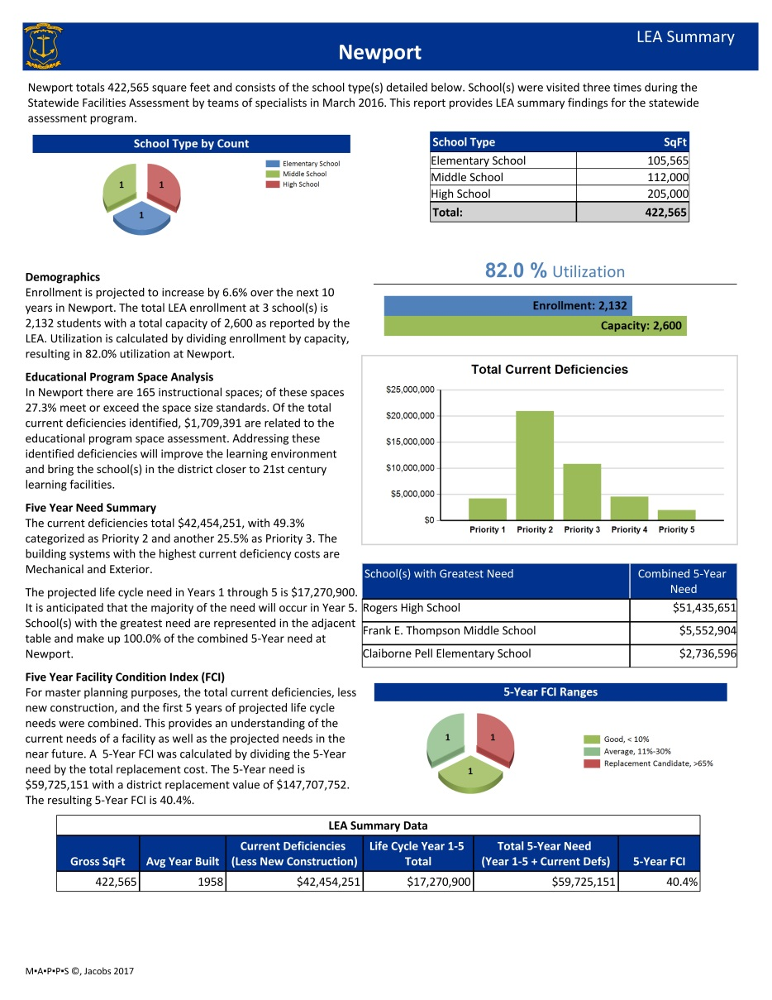 LEA Summary
Newport
Newport totals 422,565 square feet and consists of the school type(s) detailed below. School(s) were visited three times during the
Statewide Facilities Assessment by teams of specialists in March 2016. This report provides LEA summary findings for the statewide
assessment program.
School Type by Count
1
1
1
Elementary School
Middle School
High School
School Type SqFt
Elementary School 105,565
Middle School 112,000
High School 205,000
Total: 422,565
Demographics
Enrollment is projected to increase by 6.6% over the next 10
years in Newport. The total LEA enrollment at 3 school(s) is
2,132 students with a total capacity of 2,600 as reported by the
LEA. Utilization is calculated by dividing enrollment by capacity,
resulting in 82.0% utilization at Newport.
Educational Program Space Analysis
In Newport there are 165 instructional spaces; of these spaces
27.3% meet or exceed the space size standards. Of the total
current deficiencies identified, $1,709,391 are related to the
educational program space assessment. Addressing these
identified deficiencies will improve the learning environment
and bring the school(s) in the district closer to 21st century
learning facilities.
Five Year Need Summary
The current deficiencies total $42,454,251, with 49.3%
categorized as Priority 2 and another 25.5% as Priority 3. The
building systems with the highest current deficiency costs are
Mechanical and Exterior.
The projected life cycle need in Years 1 through 5 is $17,270,900.
It is anticipated that the majority of the need will occur in Year 5.
School(s) with the greatest need are represented in the adjacent
table and make up 100.0% of the combined 5-Year need at
Newport.
Five Year Facility Condition Index (FCI)
For master planning purposes, the total current deficiencies, less
new construction, and the first 5 years of projected life cycle
needs were combined. This provides an understanding of the
current needs of a facility as well as the projected needs in the
near future. A  5-Year FCI was calculated by dividing the 5-Year
need by the total replacement cost. The 5-Year need is
$59,725,151 with a district replacement value of $147,707,752.
The resulting 5-Year FCI is 40.4%.
82.0 % Utilization
Enrollment: 2,132
Capacity: 2,600
Total Current Deficiencies
$25,000,000
$20,000,000
$15,000,000
$10,000,000
$5,000,000
$0
Priority 1 Priority 2 Priority 3 Priority 4 Priority 5
School(s) with Greatest Need Combined 5-Year
Need
Rogers High School $51,435,651
Frank E. Thompson Middle School $5,552,904
Claiborne Pell Elementary School $2,736,596
5-Year FCI Ranges
1
1
1
Good, < 10%
Average, 11%-30%
Replacement Candidate, >65%
LEA Summary Data
Gross SqFt Avg Year Built Current Deficiencies (Less New Construction) Life Cycle Year 1-5 Total Total 5-Year Need (Year 1-5 + Current Defs) 5-Year FCI
422,565 1958 $42,454,251 $17,270,900 $59,725,151 40.4%
M▪A▪P▪P▪S ©, Jacobs 2017